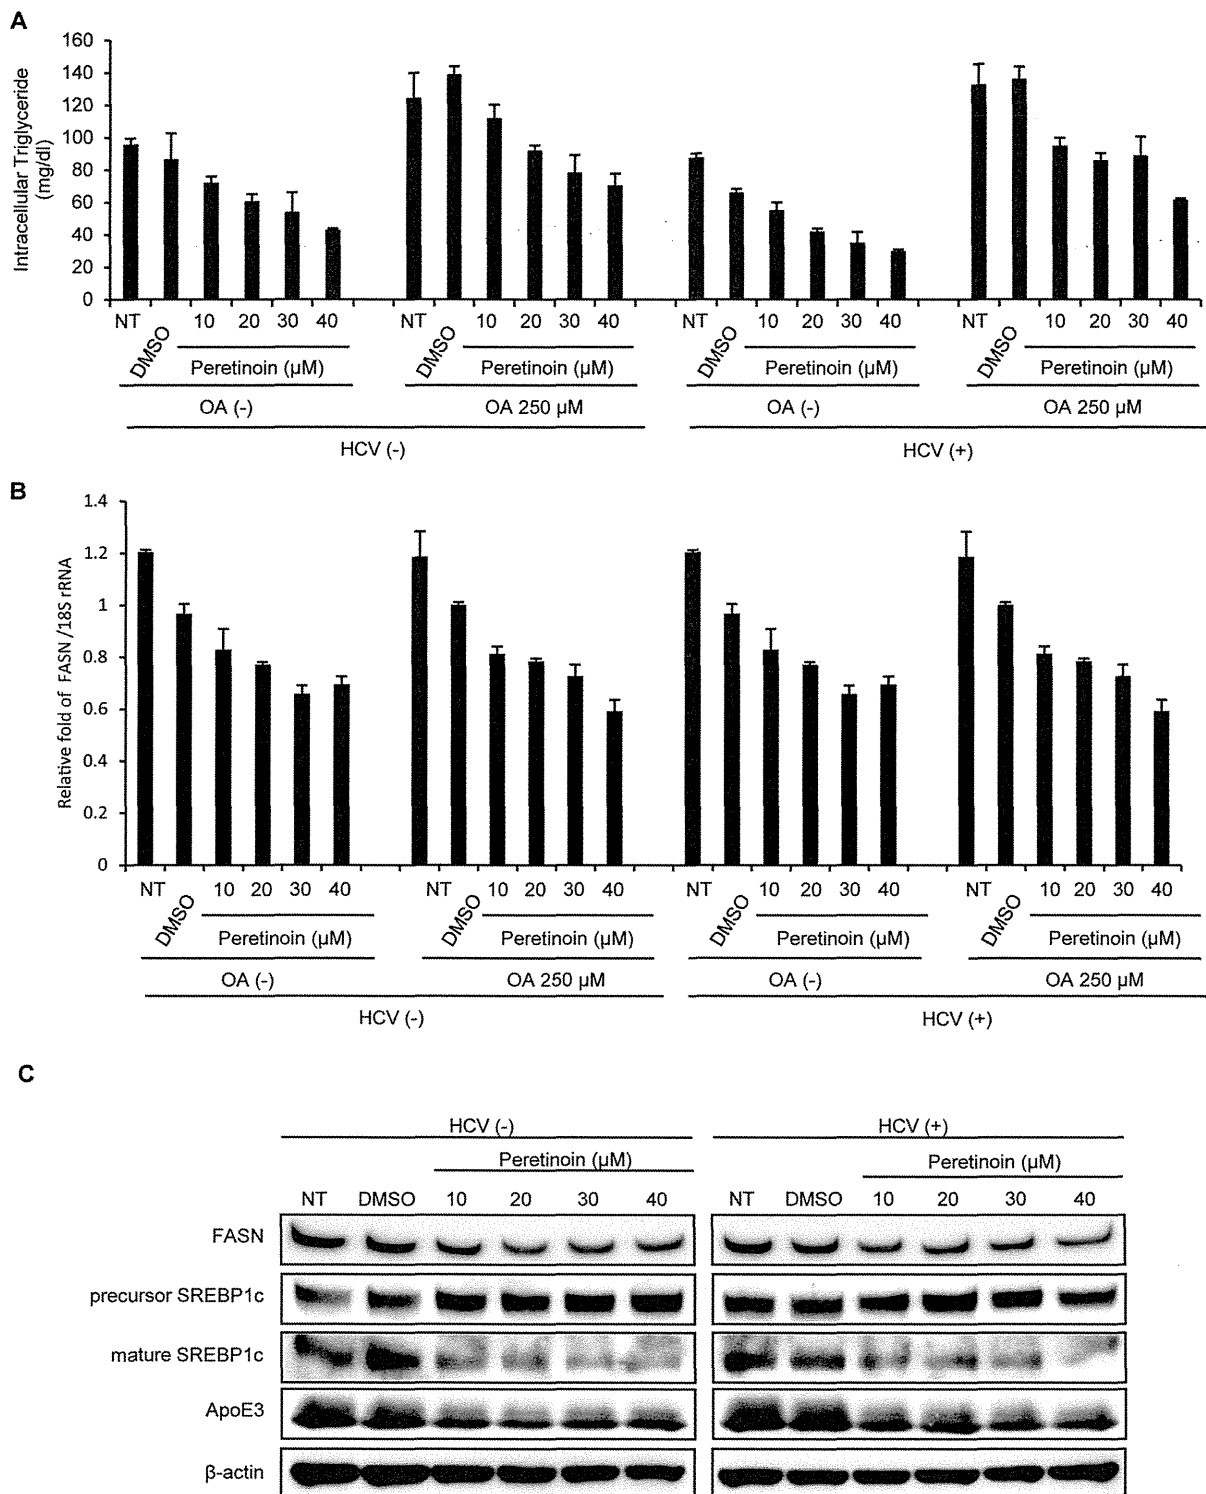 A
Intracellular Triglyceride
(mg/dl)
160
140
120
100
80
60
40
20
0
NT DMSO 10 20 30 40 NT DMSO 10 20 30 40 NT DMSO 10 20 30 40 NT DMSO 10 20 30 40
Peretinoin (µM) Peretinoin (µM) Peretinoin (µM) Peretinoin (µM)
OA (-) OA 250 µM OA (-) OA 250 µM
HCV (-) HCV (+)
B
Relative fold of FASN /18S rRNA
1.4
1.2
1
0.8
0.6
0.4
0.2
0
NT DMSO 10 20 30 40 NT DMSO 10 20 30 40 NT DMSO 10 20 30 40 NT DMSO 10 20 30 40
Peretinoin (µM) Peretinoin (µM) Peretinoin (µM) Peretinoin (µM)
OA (-) OA 250 µM OA (-) OA 250 µM
HCV (-) HCV (+)
C
HCV (-) HCV (+)
Peretinoin (µM) Peretinoin (µM)
NT DMSO 10 20 30 40 NT DMSO 10 20 30 40
FASN
precursor SREBP1c
mature SREBP1c
ApoE3
β-actin